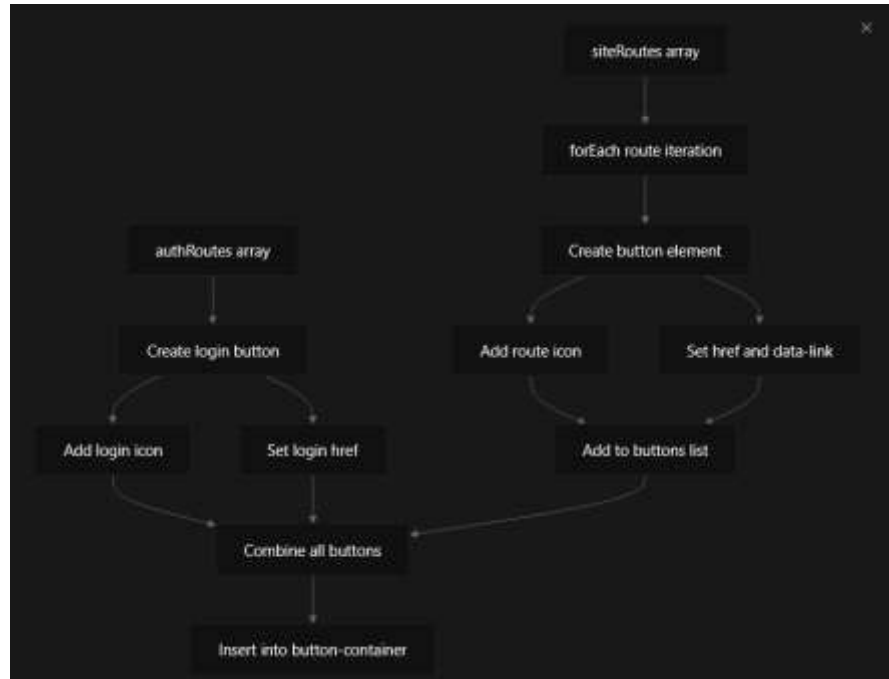 siteRoutes array
forEach route iteration
authRoutes array
Create button element
Create login button
Add route icon
Set href and data-link
Add login icon
Set login href
Add to buttons list
Combine all buttons
Insert into button-container